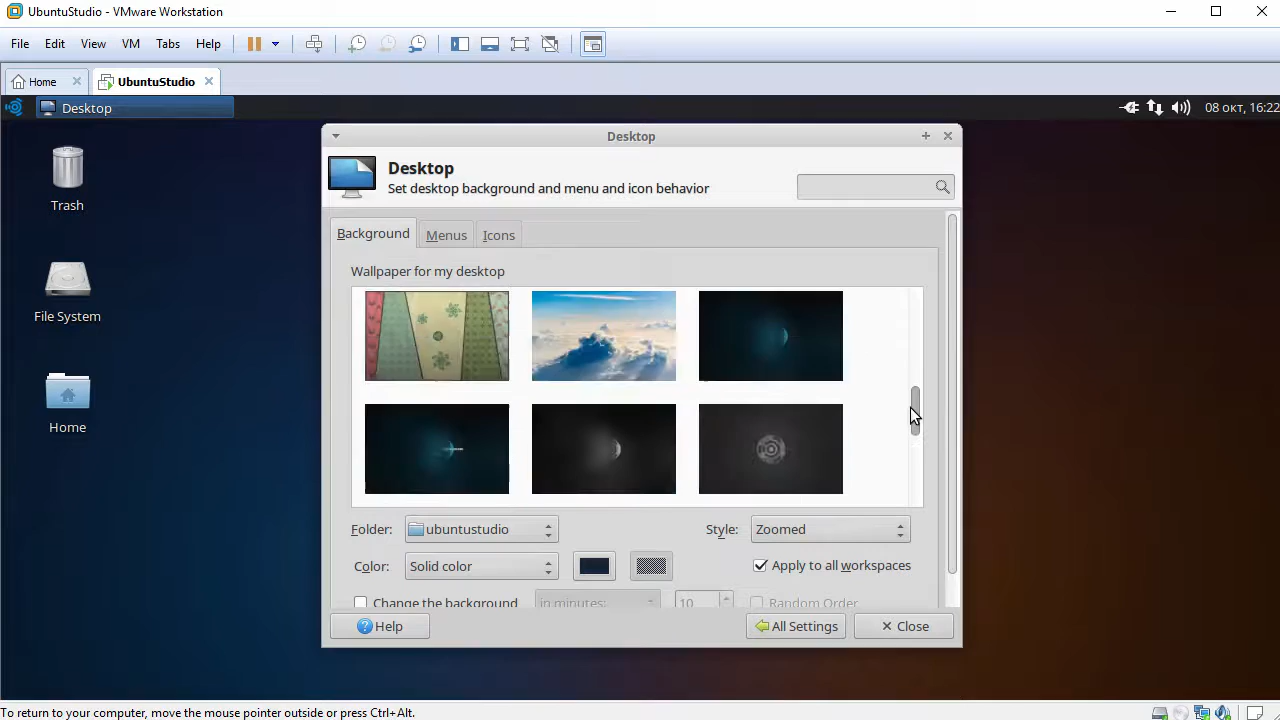 UbuntuStudio - VMware Workstation
File Edit View VM Tabs Help
Home UbuntuStudio
Desktop 08 окт, 16:22
Desktop
Trash
File System
Home
Desktop
Set desktop background and menu and icon behavior
Background Menus Icons
Wallpaper for my desktop
Folder: ubuntustudio Style: Zoomed
Color: Solid color Apply to all workspaces
Change the background in minutes: 10 Random Order
Help All Settings Close
To return to your computer, move the mouse pointer outside or press Ctrl+Alt.